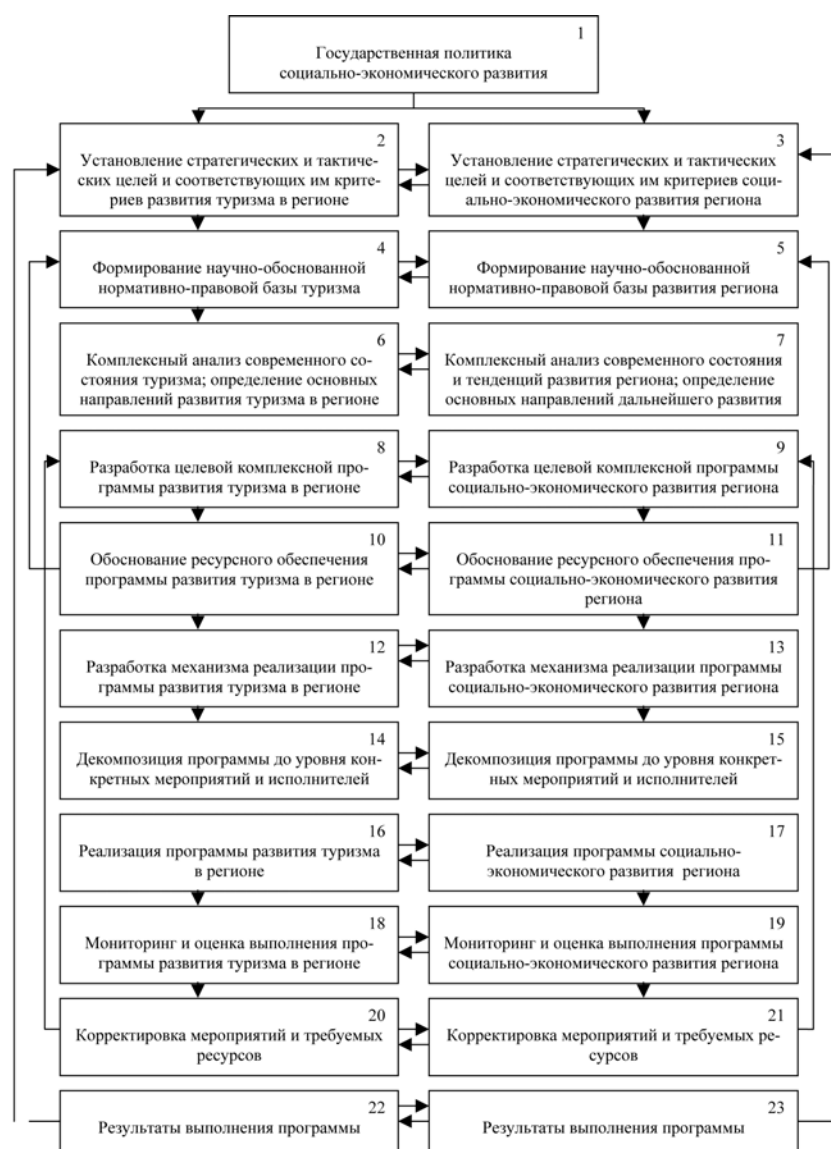 1
Государственная политика
социально-экономического развития
2
Установление стратегических и тактиче-
ских целей и соответствующих им крите-
риев развития туризма в регионе
3
Установление стратегических и тактических
целей и соответствующих им критериев соци-
ально-экономического развития региона
4
Формирование научно-обоснованной
нормативно-правовой базы туризма
5
Формирование научно-обоснованной
нормативно-правовой базы развития региона
6
Комплексный анализ современного со-
стояния туризма; определение основных
направлений развития туризма в регионе
7
Комплексный анализ современного состояния
и тенденций развития региона; определение
основных направлений дальнейшего развития
8
Разработка целевой комплексной про-
граммы развития туризма в регионе
9
Разработка целевой комплексной программы
социально-экономического развития региона
10
Обоснование ресурсного обеспечения
программы развития туризма в регионе
11
Обоснование ресурсного обеспечения про-
граммы социально-экономического развития
региона
12
Разработка механизма реализации про-
граммы развития туризма в регионе
13
Разработка механизма реализации программы
социально-экономического развития региона
14
Декомпозиция программы до уровня кон-
кретных мероприятий и исполнителей
15
Декомпозиция программы до уровня конкрет-
ных мероприятий и исполнителей
16
Реализация программы развития туризма
в регионе
17
Реализация программы социально-
экономического развития региона
18
Мониторинг и оценка выполнения про-
граммы развития туризма в регионе
19
Мониторинг и оценка выполнения программы
социально-экономического развития региона
20
Корректировка мероприятий и требуемых
ресурсов
21
Корректировка мероприятий и требуемых ре-
сурсов
22
Результаты выполнения программы
23
Результаты выполнения программы